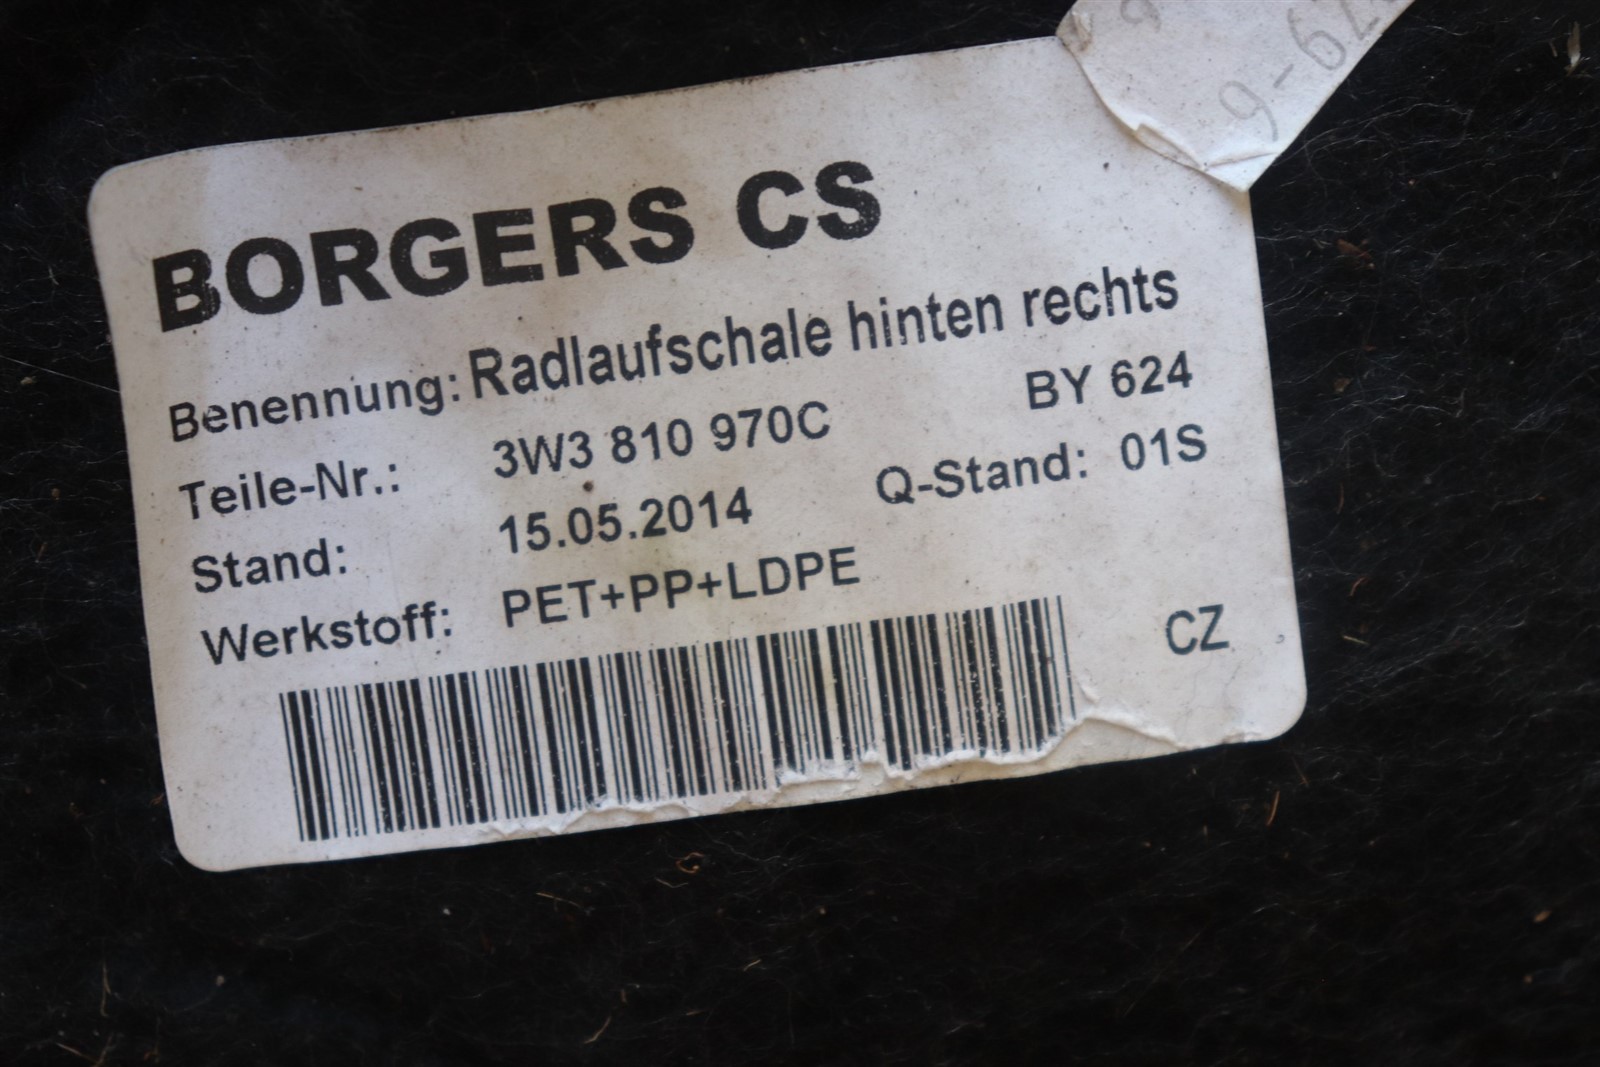 BORGERS CS
Benennung: Radlaufschale hinten rechts
Teile-Nr.: 3W3 810 970C BY 624
Stand: 15.05.2014 Q-Stand: 01S
Werkstoff: PET+PP+LDPE
CZ